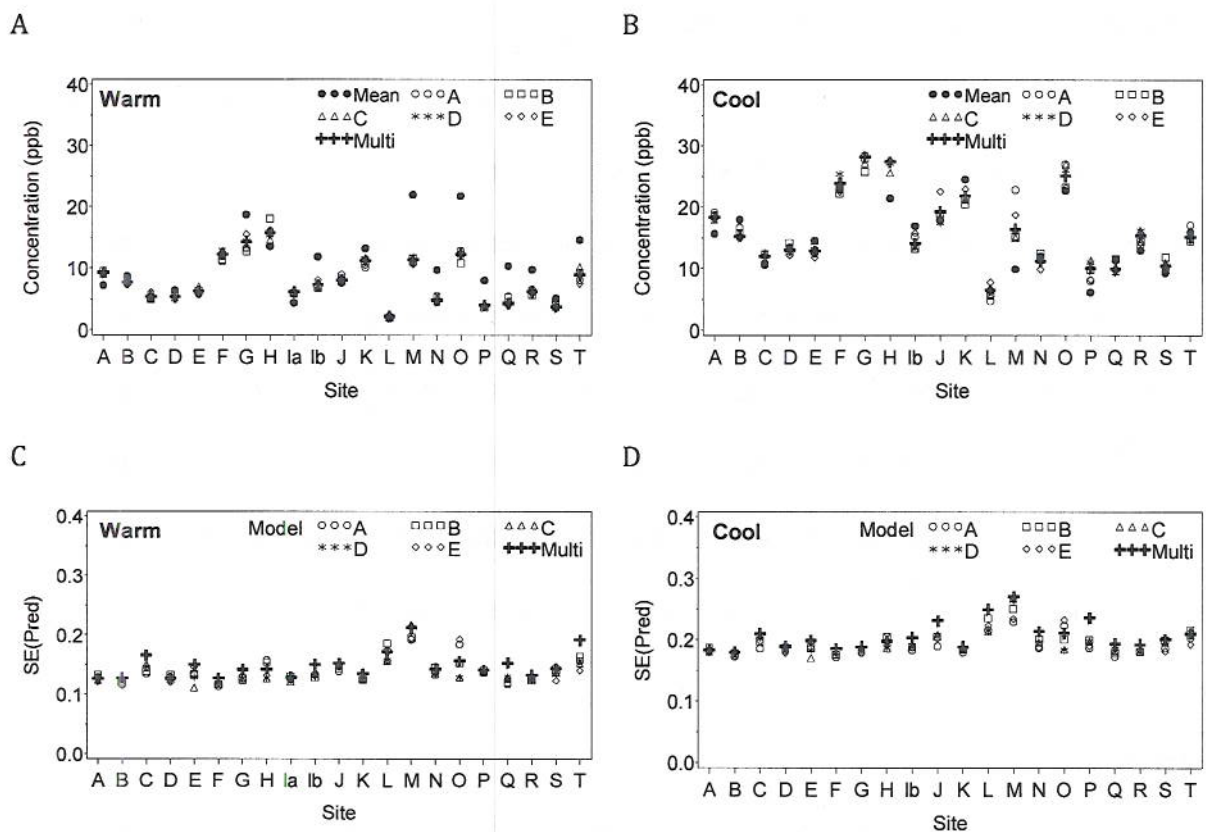 A
Warm
Mean A B
C D E
Multi
Concentration (ppb)
40
30
20
10
0
A B C D E F G H Ia Ib J K L M N O P Q R S T
Site
B
Cool
Mean A B
C D E
Multi
Concentration (ppb)
40
30
20
10
0
A B C D E F G H Ib J K L M N O P Q R S T
Site
C
Warm
Model A B C
D E Multi
SE(Pred)
0.4
0.3
0.2
0.1
0.0
A B C D E F G H Ia Ib J K L M N O P Q R S T
Site
D
Cool
Model A B C
D E Multi
SE(Pred)
0.4
0.3
0.2
0.1
0.0
A B C D E F G H Ib J K L M N O P Q R S T
Site